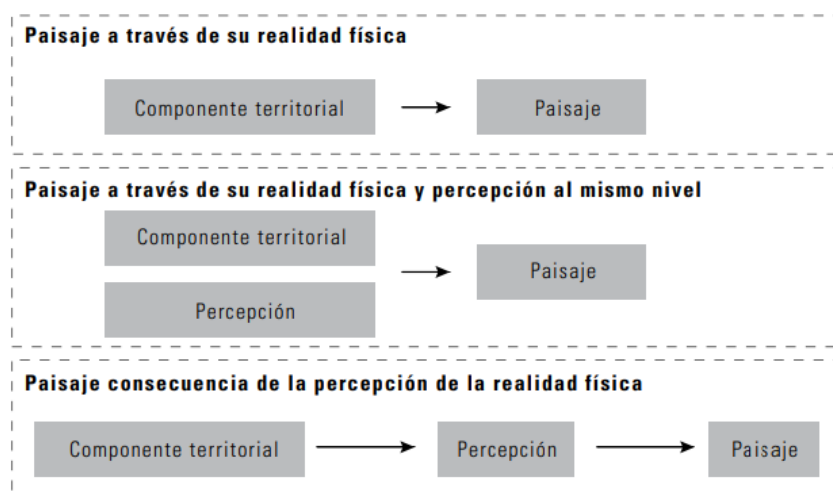 Paisaje a través de su realidad física
Componente territorial
Paisaje
Paisaje a través de su realidad física y percepción al mismo nivel
Componente territorial
Percepción
Paisaje
Paisaje consecuencia de la percepción de la realidad física
Componente territorial
Percepción
Paisaje